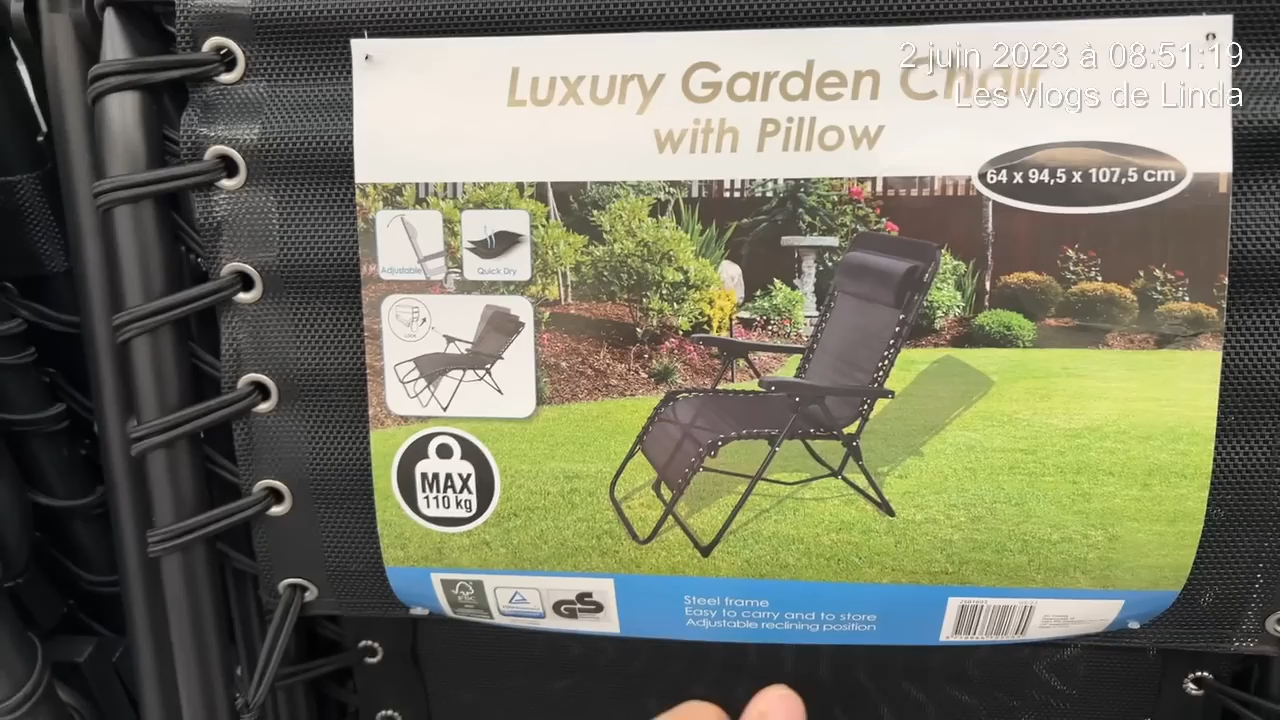 2 juin 2023 à 08:51:19
Les vlogs de Linda
Luxury Garden Chair
with Pillow
64 x 94,5 x 107,5 cm
Adjustable
Quick Dry
LOCK
MAX
110 kg
FSC
GS
Steel frame
Easy to carry and to store
Adjustable reclining position